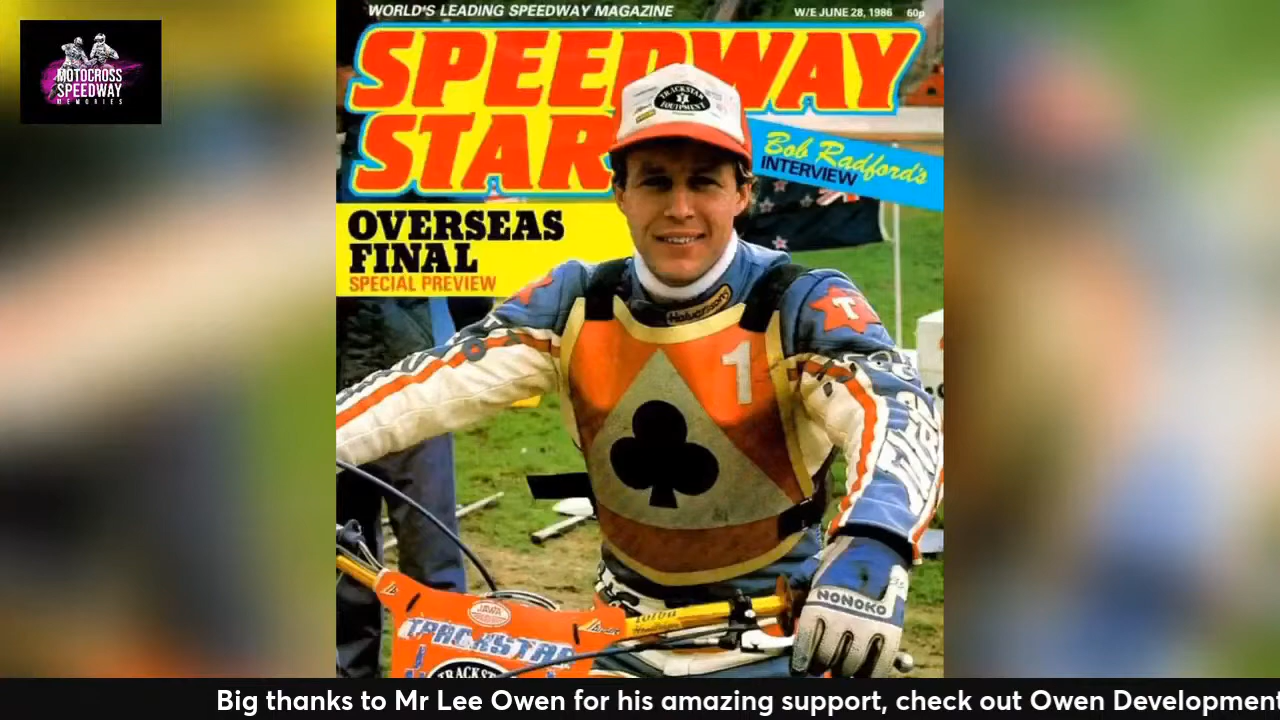 WORLD'S LEADING SPEEDWAY MAGAZINE
W/E JUNE 28, 1986 60p
SPEEDWAY
STAR
MOTOCROSS
SPEEDWAY
MEMORIES
TRACKSTAR
EQUIPMENT
Bob Radford's
INTERVIEW
OVERSEAS
FINAL
SPECIAL PREVIEW
T
1
NONOKO
JAWA
TRACKSTAR
Big thanks to Mr Lee Owen for his amazing support, check out Owen Development